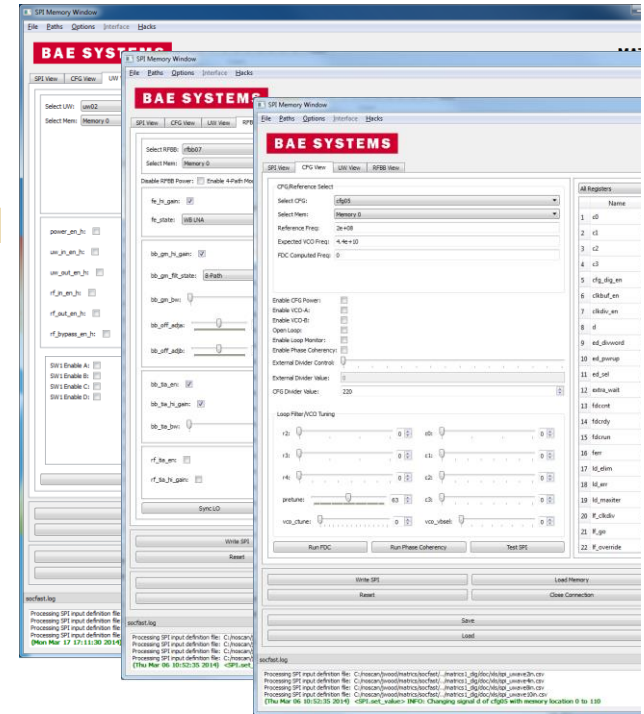 SPI Memory Window
File Paths Options Interface Hacks
BAE SYST
SPI View CFG View UW V
Select UW: uw02
Select Mem: Memory 0
power_en_h:
uw_in_en_h:
uw_out_en_h:
rf_in_en_h:
rf_out_en_h:
rf_bypass_en_h:
SW1 Enable A:
SW1 Enable B:
SW1 Enable C:
SW1 Enable D:
socfast.log
Processing SPI input definition file
Processing SPI input definition file
Processing SPI input definition file
Processing SPI input definition file
(Mon Mar 17 17:11:30 2014)
SPI Memory Window
File Paths Options Interface Hacks
BAE SYSTEMS
SPI View CFG View UW View RFB
Select RFBB: rfbb07
Select Mem: Memory 0
Disable RFBB Power: Enable 4-Path Mo
fe_hi_gain:
fe_state: WB LNA
bb_gm_hi_gain:
bb_gm_filt_state: 8-Path
bb_gm_bw:
bb_off_adja:
bb_off_adjb:
bb_tia_en:
bb_tia_hi_gain:
bb_tia_bw:
rf_tia_en:
rf_tia_hi_gain:
Sync LO
Write SPI
Reset
socfast.log
Processing SPI input definition file: C:/noscan/j
Processing SPI input definition file: C:/noscan/j
Processing SPI input definition file: C:/noscan/j
Processing SPI input definition file: C:/noscan/j
(Thu Mar 06 10:52:35 2014) <SPI.set_
SPI Memory Window
File Paths Options Interface Hacks
BAE SYSTEMS
SPI View CFG View UW View RFBB View
CFG/Reference Select
Select CFG: cfg05
Select Mem: Memory 0
Reference Freq: 2e+08
Expected VCO Freq: 4.4e+10
FDC Computed Freq: 0
Enable CFG Power:
Enable VCO-A:
Enable VCO-B:
Open Loop:
Enable Loop Monitor:
Enable Phase Coherency:
External Divider Control:
External Divider Value: 0
CFG Divider Value: 220
Loop Filter/VCO Tuning
r2: 0 c0: 0
r3: 0 c1: 0
r4: 0 c2: 0
pretune: 63 c3: 0
vco_ctune: 0 vco_vbsel: 0
Run FDC Run Phase Coherency Test SPI
All Registers
Name
1 c0
2 c1
3 c2
4 c3
5 cfg_dig_en
6 clkbuf_en
7 clkdiv_en
8 d
9 ed_divword
10 ed_pwrup
11 ed_sel
12 extra_wait
13 fdccnt
14 fdcrdy
15 fdcrun
16 ferr
17 ld_elim
18 ld_err
19 ld_maxiter
20 lf_clkdiv
21 lf_go
22 lf_override
Write SPI Load Memory
Reset Close Connection
Save
Load
socfast.log
Processing SPI input definition file: C:/noscan/jwood/matrics/socfast/../matrics1_dig/doc/xls/spi_uwave2in.csv
Processing SPI input definition file: C:/noscan/jwood/matrics/socfast/../matrics1_dig/doc/xls/spi_uwave4in.csv
Processing SPI input definition file: C:/noscan/jwood/matrics/socfast/../matrics1_dig/doc/xls/spi_uwave8in.csv
Processing SPI input definition file: C:/noscan/jwood/matrics/socfast/../matrics1_dig/doc/xls/spi_uwave10in.csv
(Thu Mar 06 10:52:35 2014) <SPI.set_value> INFO: Changing signal d of cfg05 with memory location 0 to 110